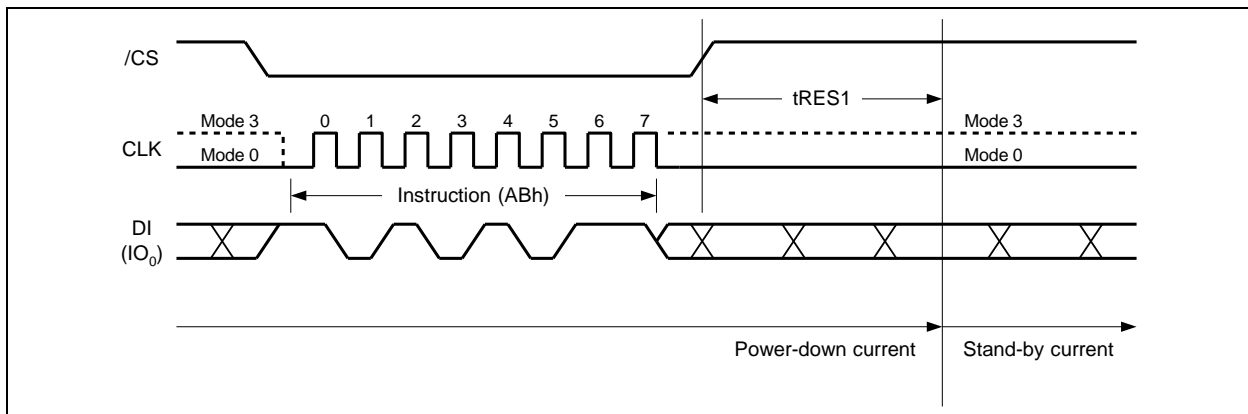 /CS
tRES1
Mode 3 0 1 2 3 4 5 6 7 Mode 3
CLK
Mode 0 Mode 0
Instruction (ABh)
DI
(IO₀)
Power-down current Stand-by current